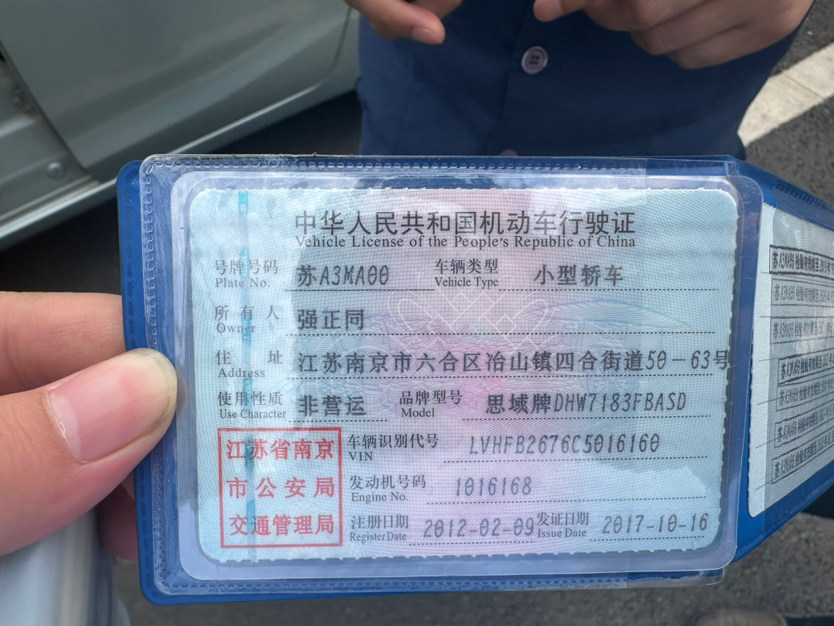 中华人民共和国机动车行驶证
Vehicle License of the People's Republic of China
号牌号码 苏A3MA00 车辆类型 小型轿车
Plate No. Vehicle Type
所有人 强正同
Owner
住址 江苏南京市六合区冶山镇四合街道50-63号
Address
使用性质 非营运 品牌型号 思域牌DHW7183FBASD
Use Character Model
江苏省南京
市公安局
交通管理局
车辆识别代号 LVHFB2676C5016160
VIN
发动机号码 1016168
Engine No.
注册日期 2012-02-09 发证日期 2017-10-16
Register Date Issue Date